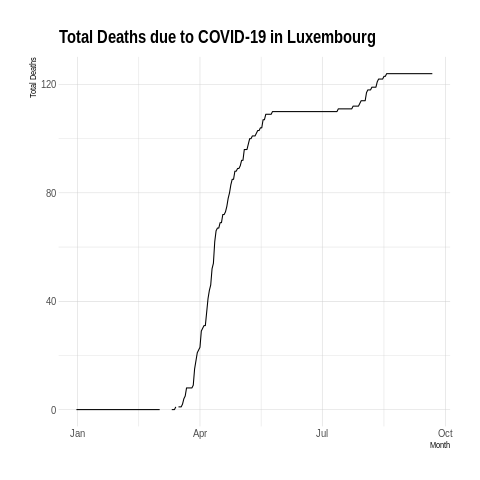 Total Deaths due to COVID-19 in Luxembourg
Total Deaths
120
80
40
0
Jan Apr Jul Oct
Month